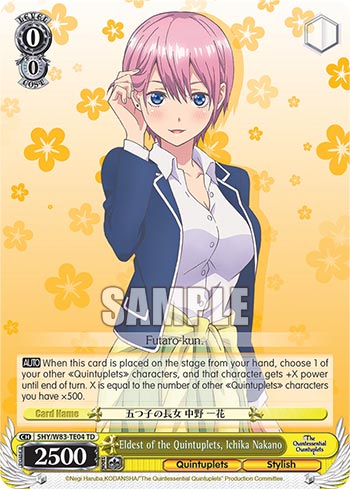 LEVEL
0
0
COST
SAMPLE
Futaro-kun.
AUTO When this card is placed on the stage from your hand, choose 1 of
your other «Quintuplets» characters, and that character gets +X power
until end of turn. X is equal to the number of other «Quintuplets» characters
you have ×500.
Card Name
五つ子の長女 中野 一花
CH 5HY/W83-TE04 TD
The Quintessential Quintuplets
2500
Eldest of the Quintuplets, Ichika Nakano
Quintuplets
Stylish
©Negi Haruba,KODANSHA/"The Quintessential Quintuplets" Production Committee.